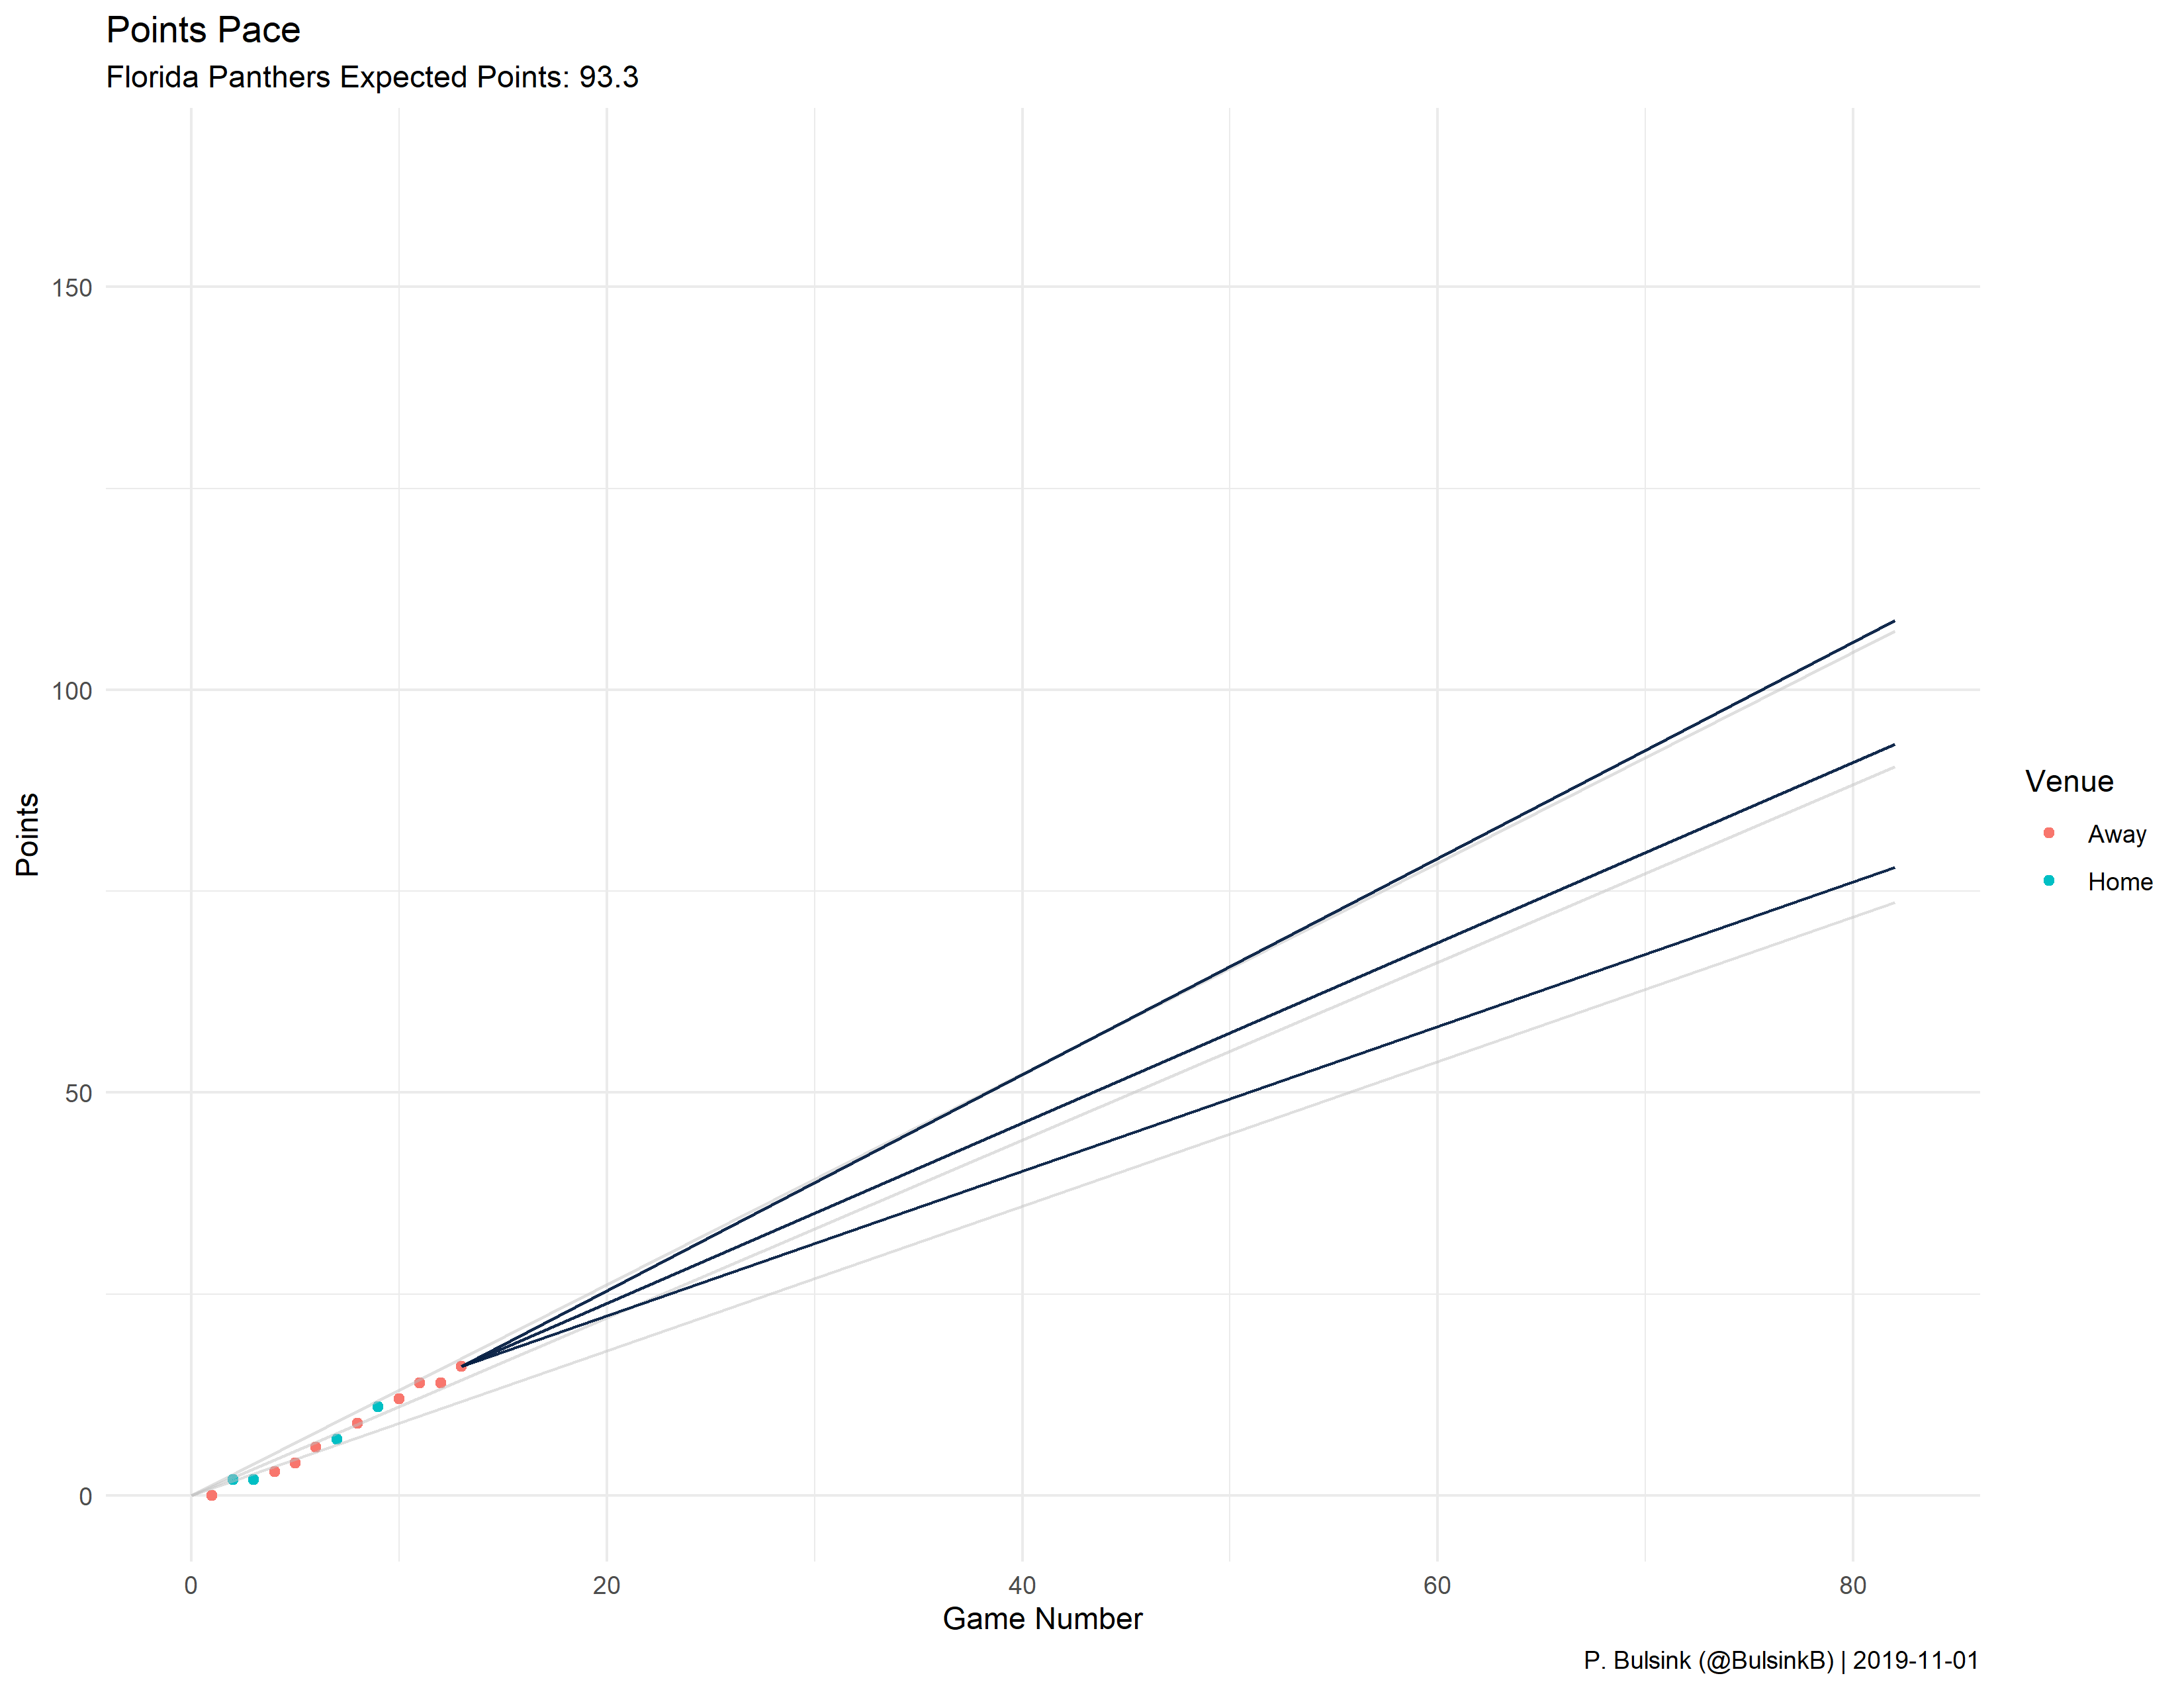 Points Pace
Florida Panthers Expected Points: 93.3
150
100
50
0
Points
0 20 40 60 80
Game Number
Venue
Away
Home
P. Bulsink (@BulsinkB) | 2019-11-01